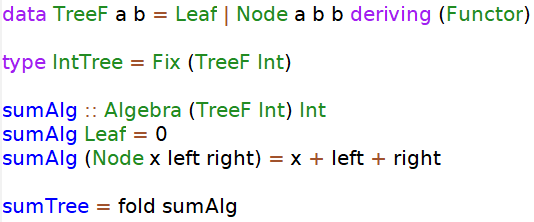 data TreeF a b = Leaf | Node a b b deriving (Functor)
type IntTree = Fix (TreeF Int)
sumAlg :: Algebra (TreeF Int) Int
sumAlg Leaf = 0
sumAlg (Node x left right) = x + left + right
sumTree = fold sumAlg